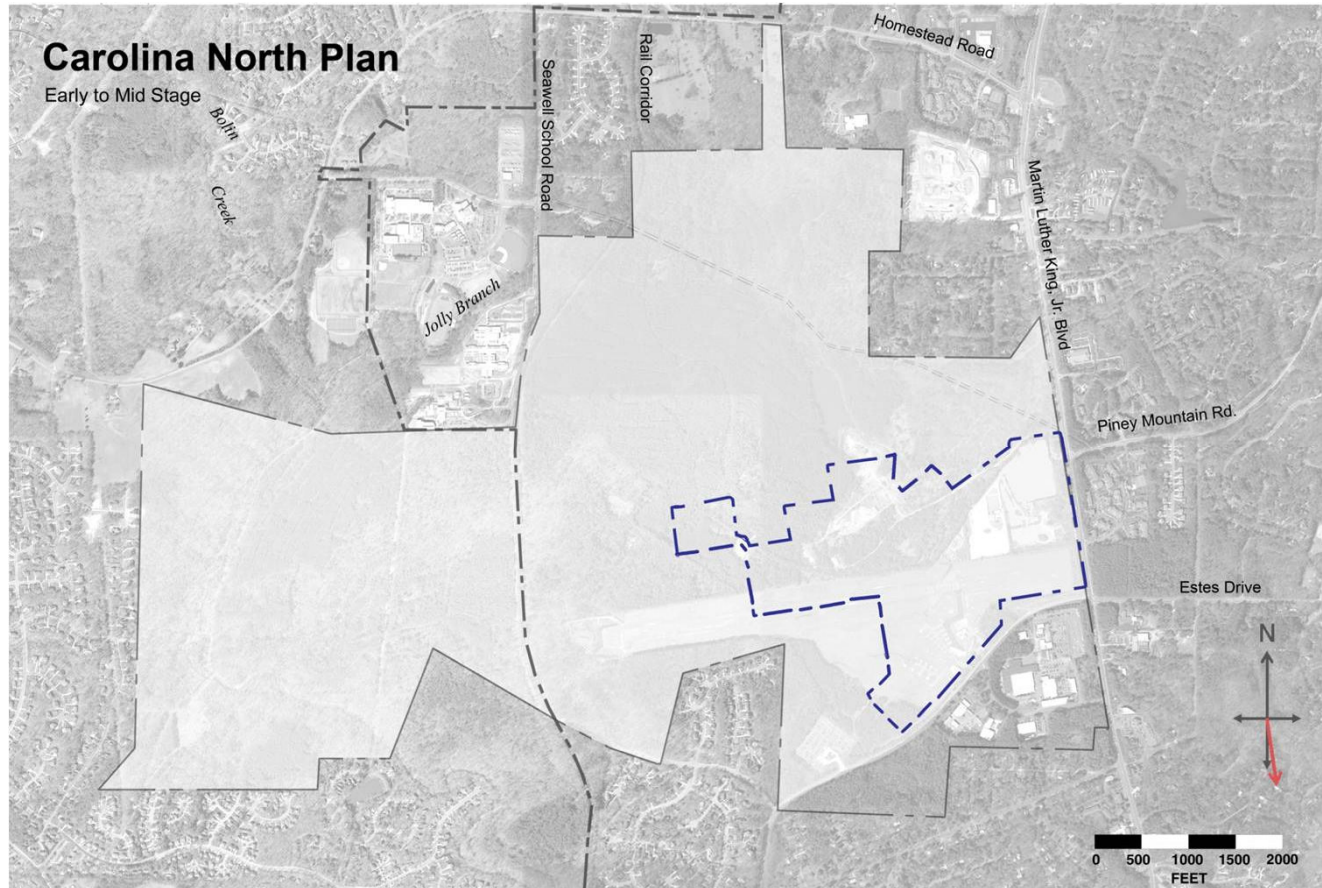 Carolina North Plan
Early to Mid Stage
Homestead Road
Bolin
Creek
Seawell School Road
Rail Corridor
Martin Luther King, Jr. Blvd
Jolly Branch
Piney Mountain Rd.
Estes Drive
N
0 500 1000 1500 2000
FEET